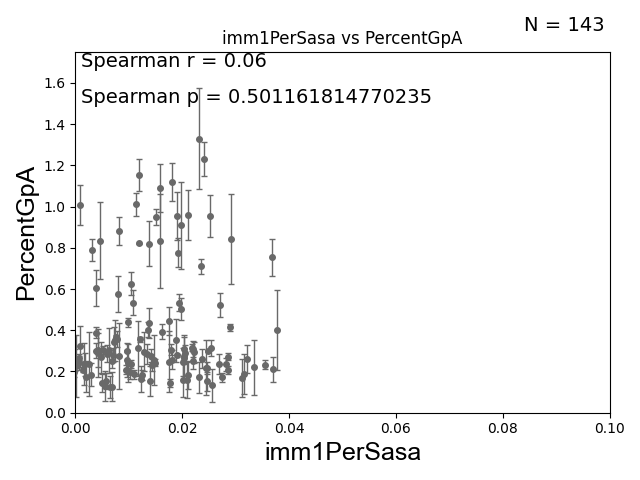 N = 143
imm1PerSasa vs PercentGpA
Spearman r = 0.06
Spearman p = 0.501161814770235
PercentGpA
1.6
1.4
1.2
1.0
0.8
0.6
0.4
0.2
0.0
0.00 0.02 0.04 0.06 0.08 0.10
imm1PerSasa